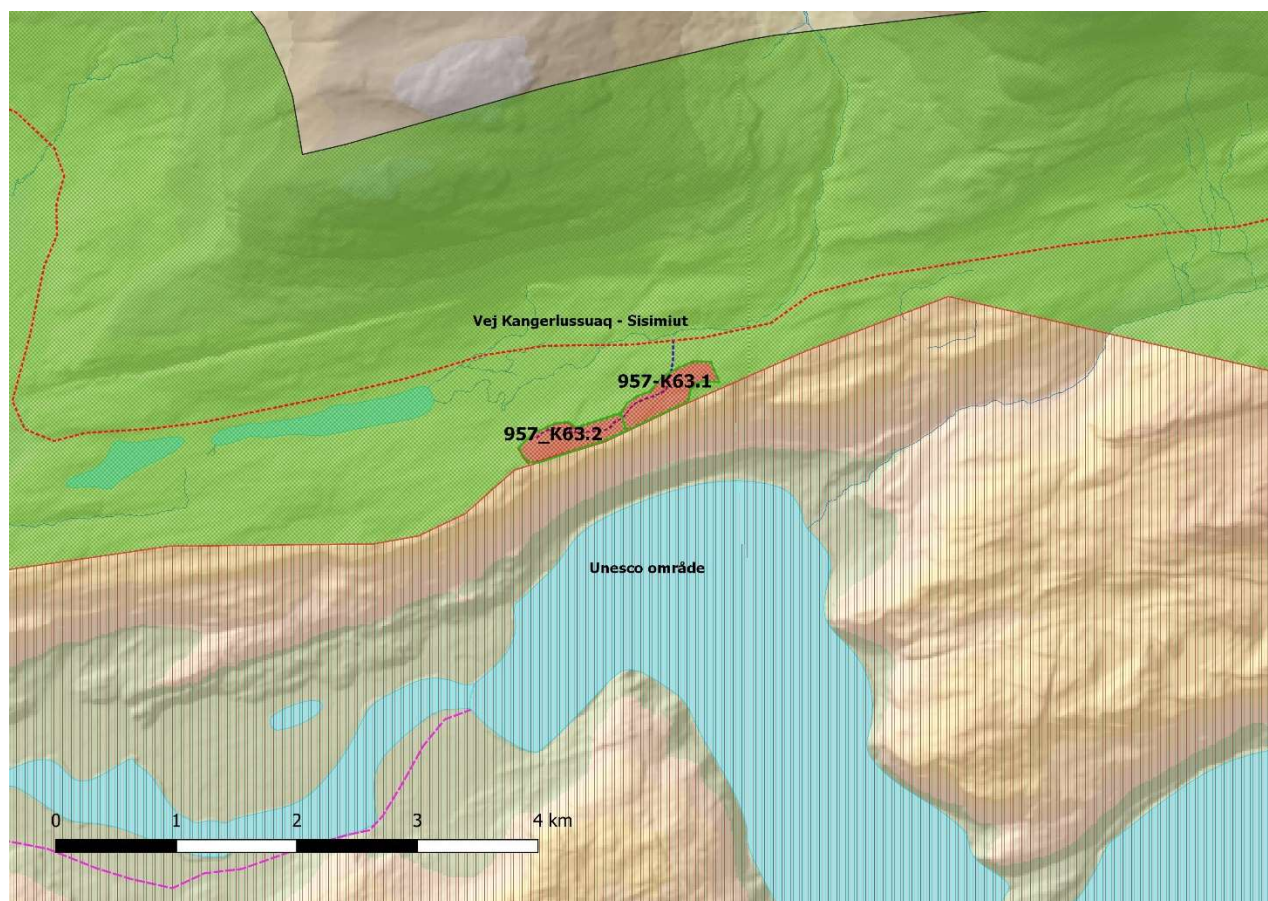 Vej Kangerlussuaq - Sisimiut
957-K63.1
957_K63.2
Unesco område
0 1 2 3 4 km